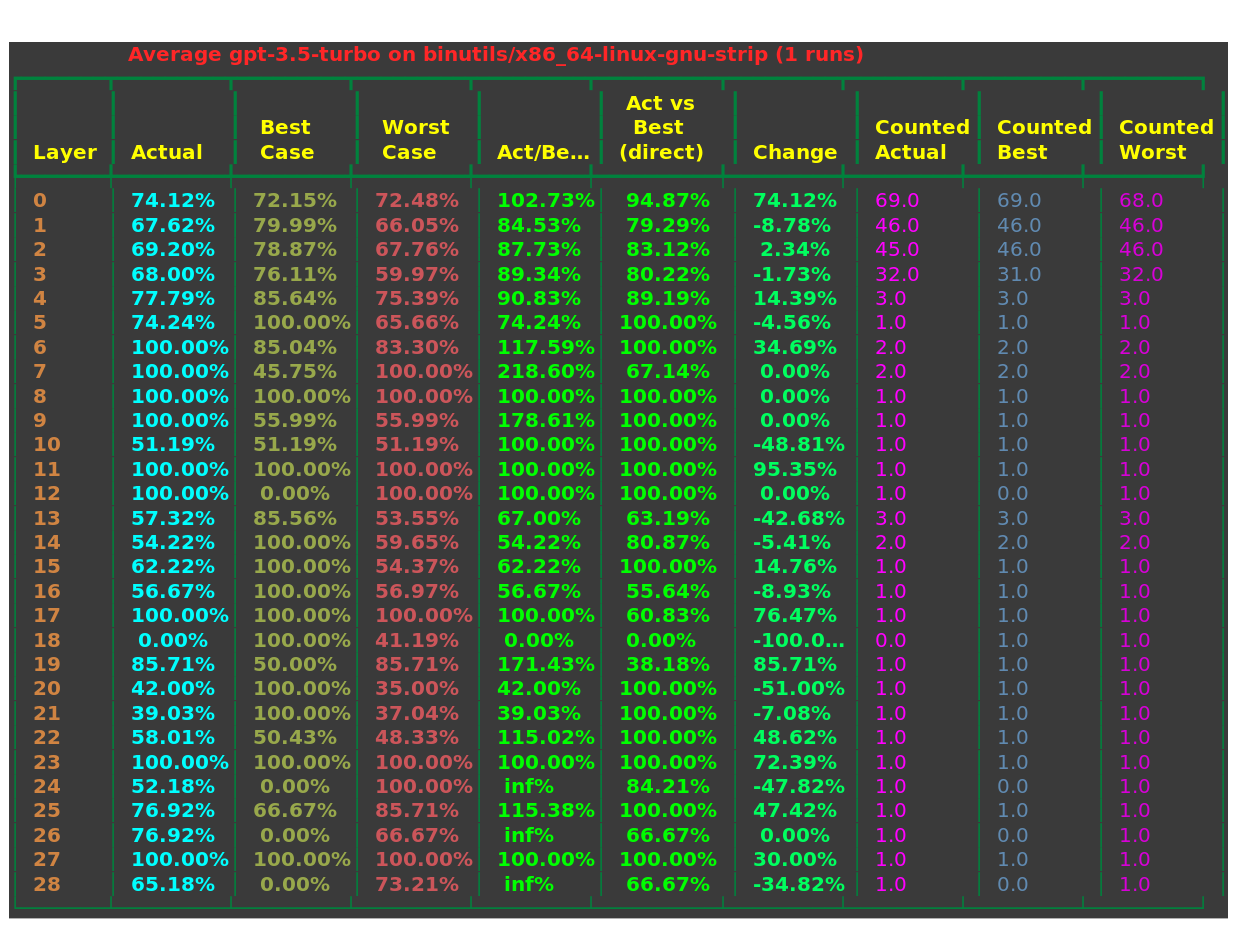 Average gpt-3.5-turbo on binutils/x86_64-linux-gnu-strip (1 runs)
Act vs
Best Worst Best Counted Counted Counted
Layer Actual Case Case Act/Be… (direct) Change Actual Best Worst
0 74.12% 72.15% 72.48% 102.73% 94.87% 74.12% 69.0 69.0 68.0
1 67.62% 79.99% 66.05% 84.53% 79.29% -8.78% 46.0 46.0 46.0
2 69.20% 78.87% 67.76% 87.73% 83.12% 2.34% 45.0 46.0 46.0
3 68.00% 76.11% 59.97% 89.34% 80.22% -1.73% 32.0 31.0 32.0
4 77.79% 85.64% 75.39% 90.83% 89.19% 14.39% 3.0 3.0 3.0
5 74.24% 100.00% 65.66% 74.24% 100.00% -4.56% 1.0 1.0 1.0
6 100.00% 85.04% 83.30% 117.59% 100.00% 34.69% 2.0 2.0 2.0
7 100.00% 45.75% 100.00% 218.60% 67.14% 0.00% 2.0 2.0 2.0
8 100.00% 100.00% 100.00% 100.00% 100.00% 0.00% 1.0 1.0 1.0
9 100.00% 55.99% 55.99% 178.61% 100.00% 0.00% 1.0 1.0 1.0
10 51.19% 51.19% 51.19% 100.00% 100.00% -48.81% 1.0 1.0 1.0
11 100.00% 100.00% 100.00% 100.00% 100.00% 95.35% 1.0 1.0 1.0
12 100.00% 0.00% 100.00% 100.00% 100.00% 0.00% 1.0 0.0 1.0
13 57.32% 85.56% 53.55% 67.00% 63.19% -42.68% 3.0 3.0 3.0
14 54.22% 100.00% 59.65% 54.22% 80.87% -5.41% 2.0 2.0 2.0
15 62.22% 100.00% 54.37% 62.22% 100.00% 14.76% 1.0 1.0 1.0
16 56.67% 100.00% 56.97% 56.67% 55.64% -8.93% 1.0 1.0 1.0
17 100.00% 100.00% 100.00% 100.00% 60.83% 76.47% 1.0 1.0 1.0
18 0.00% 100.00% 41.19% 0.00% 0.00% -100.0… 0.0 1.0 1.0
19 85.71% 50.00% 85.71% 171.43% 38.18% 85.71% 1.0 1.0 1.0
20 42.00% 100.00% 35.00% 42.00% 100.00% -51.00% 1.0 1.0 1.0
21 39.03% 100.00% 37.04% 39.03% 100.00% -7.08% 1.0 1.0 1.0
22 58.01% 50.43% 48.33% 115.02% 100.00% 48.62% 1.0 1.0 1.0
23 100.00% 100.00% 100.00% 100.00% 100.00% 72.39% 1.0 1.0 1.0
24 52.18% 0.00% 100.00% inf% 84.21% -47.82% 1.0 0.0 1.0
25 76.92% 66.67% 85.71% 115.38% 100.00% 47.42% 1.0 1.0 1.0
26 76.92% 0.00% 66.67% inf% 66.67% 0.00% 1.0 0.0 1.0
27 100.00% 100.00% 100.00% 100.00% 100.00% 30.00% 1.0 1.0 1.0
28 65.18% 0.00% 73.21% inf% 66.67% -34.82% 1.0 0.0 1.0